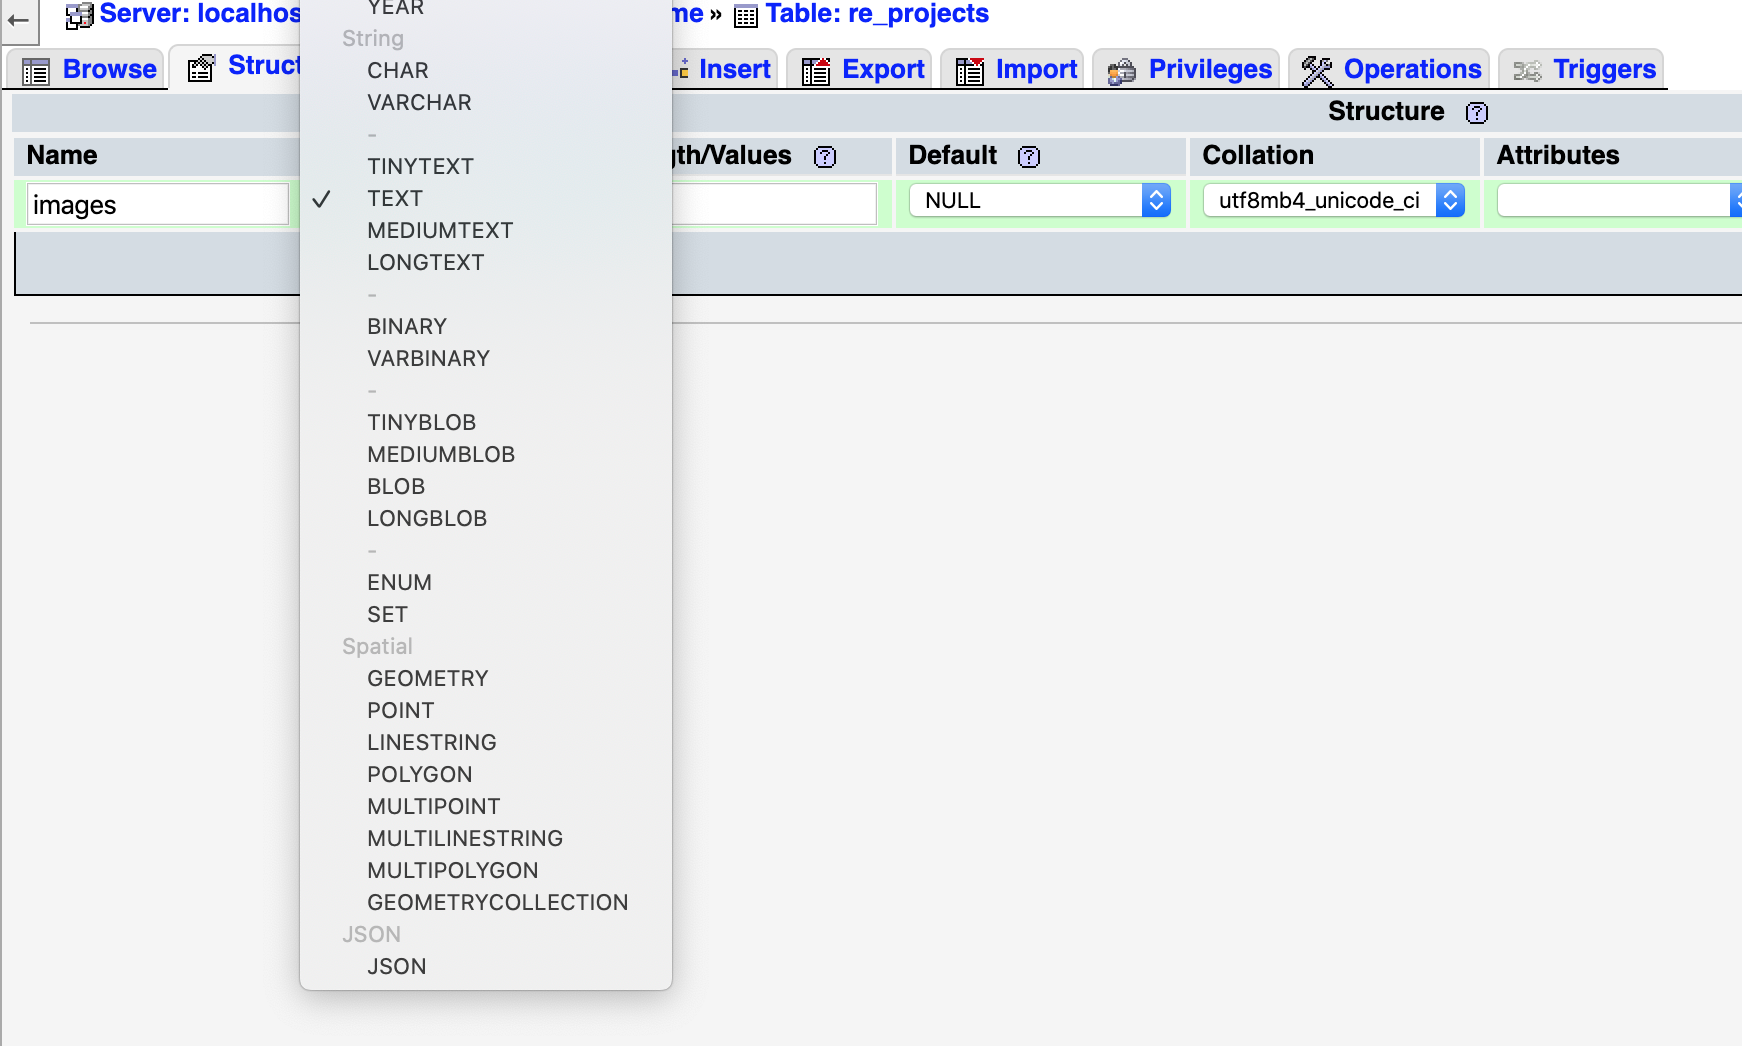 Server: localhos
me » Table: re_projects
Browse
Struct
Insert
Export
Import
Privileges
Operations
Triggers
Structure ?
Name
gth/Values ?
Default ?
Collation
Attributes
images
NULL
utf8mb4_unicode_ci
YEAR
String
CHAR
VARCHAR
-
TINYTEXT
✓ TEXT
MEDIUMTEXT
LONGTEXT
-
BINARY
VARBINARY
-
TINYBLOB
MEDIUMBLOB
BLOB
LONGBLOB
-
ENUM
SET
Spatial
GEOMETRY
POINT
LINESTRING
POLYGON
MULTIPOINT
MULTILINESTRING
MULTIPOLYGON
GEOMETRYCOLLECTION
JSON
JSON